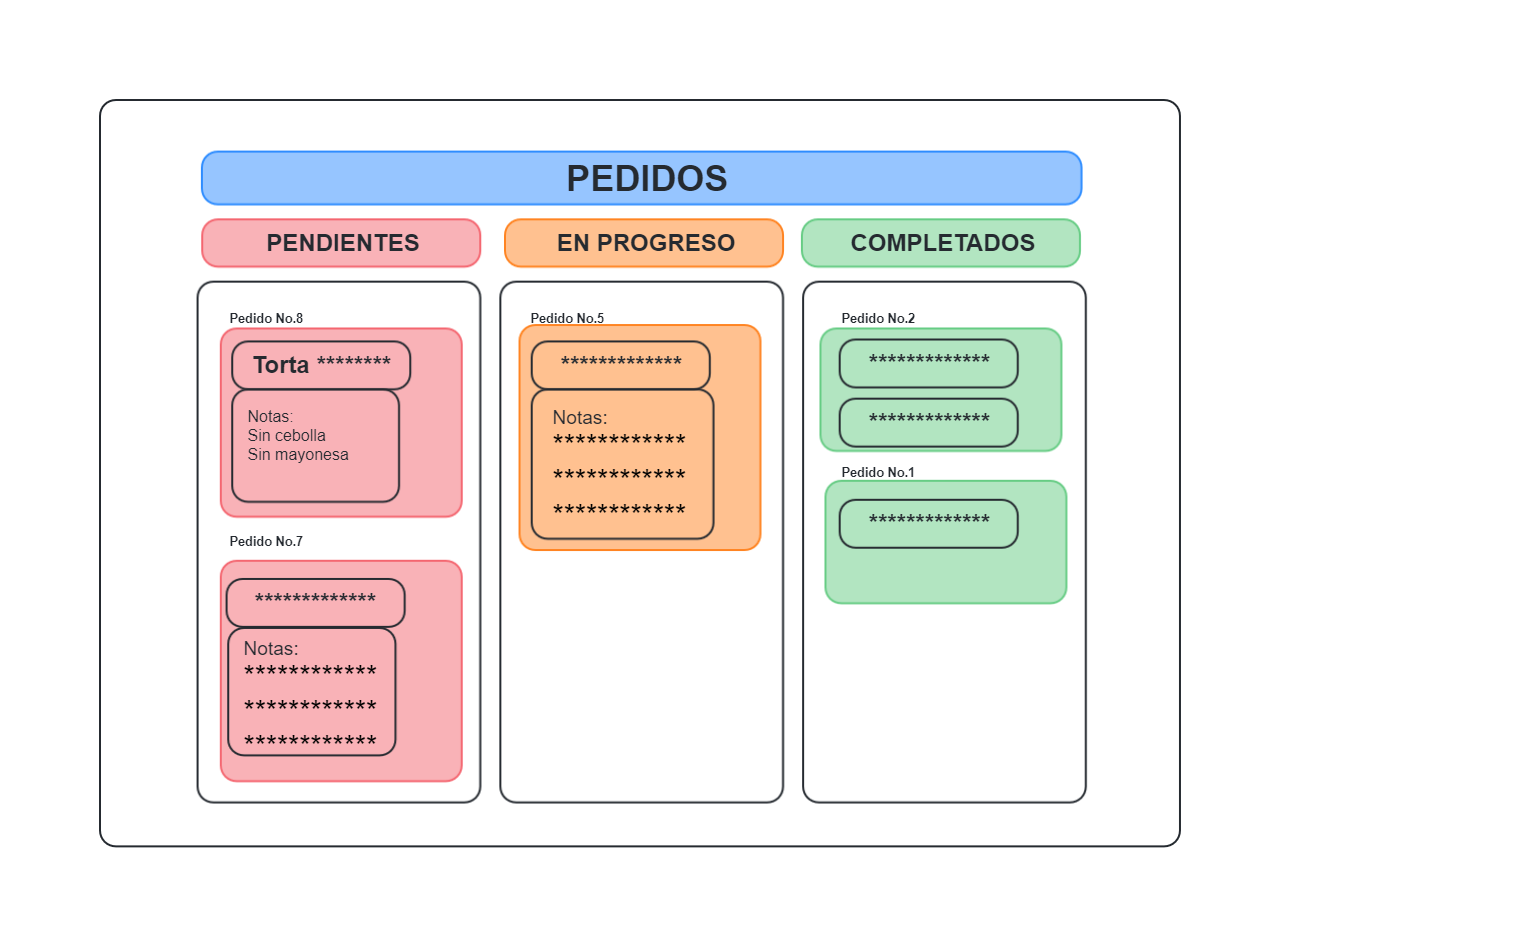 PEDIDOS
PENDIENTES
EN PROGRESO
COMPLETADOS
Pedido No.8
Torta ********
Notas:
Sin cebolla
Sin mayonesa
Pedido No.7
*************
Notas:
************
************
************
Pedido No.5
*************
Notas:
************
************
************
Pedido No.2
*************
*************
Pedido No.1
*************